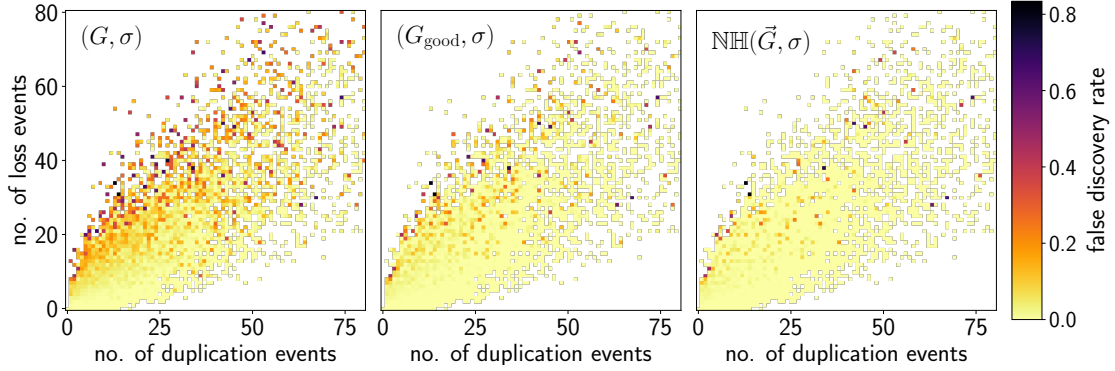 80
60
40
20
0
no. of loss events
(G, σ)
(G_good, σ)
ℕℍ(G⃗, σ)
0 25 50 75
0 25 50 75
0 25 50 75
no. of duplication events
no. of duplication events
no. of duplication events
0.8
0.6
0.4
0.2
0.0
false discovery rate